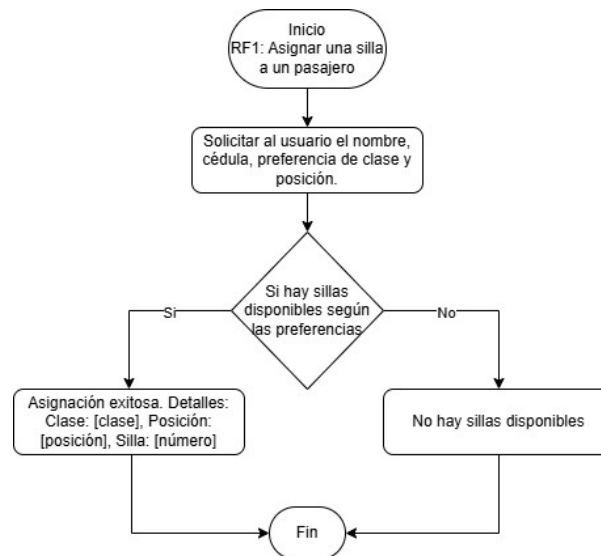 Inicio
RF1: Asignar una silla
a un pasajero
Solicitar al usuario el nombre,
cédula, preferencia de clase y
posición.
Si hay sillas
disponibles según
las preferencias
Si
No
Asignación exitosa. Detalles:
Clase: [clase], Posición:
[posición], Silla: [número]
No hay sillas disponibles
Fin